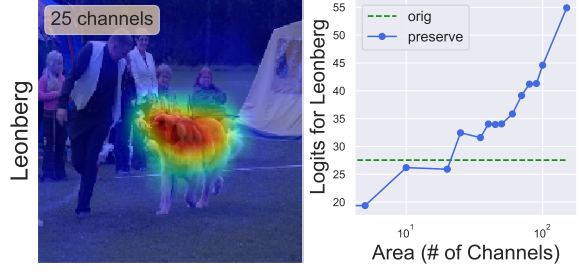 25 channels
Leonberg
orig
preserve
Logits for Leonberg
55
50
45
40
35
30
25
20
10¹
10²
Area (# of Channels)